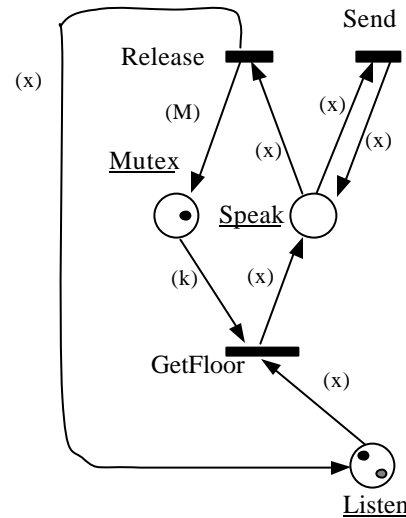 Send
Release
(x)
(M)
(x)
(x)
(x)
Mutex
Speak
(k)
(x)
GetFloor
(x)
Listen